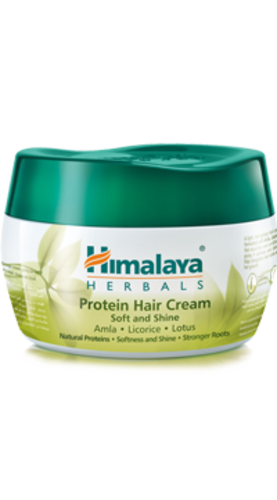 Himalaya®
HERBALS
Protein Hair Cream
Soft and Shine
Amla • Licorice • Lotus
Natural Proteins • Softness and Shine • Stronger Roots